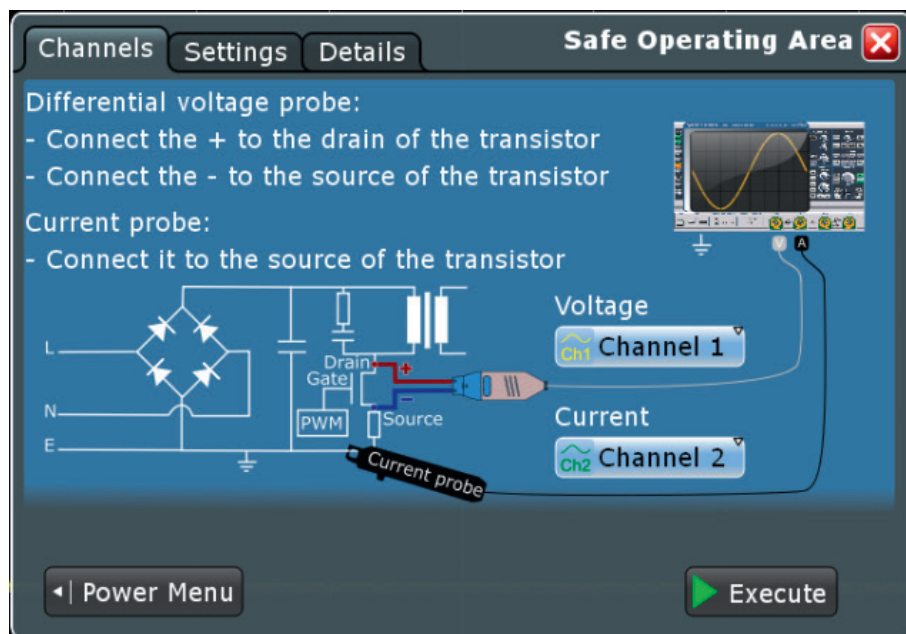 Channels
Settings
Details
Safe Operating Area
Differential voltage probe:
- Connect the + to the drain of the transistor
- Connect the - to the source of the transistor
Current probe:
- Connect it to the source of the transistor
V A
Voltage
Ch1 Channel 1
L
Drain +
Gate
-
N
PWM
Source
Current
E
Current probe
Ch2 Channel 2
Power Menu
Execute